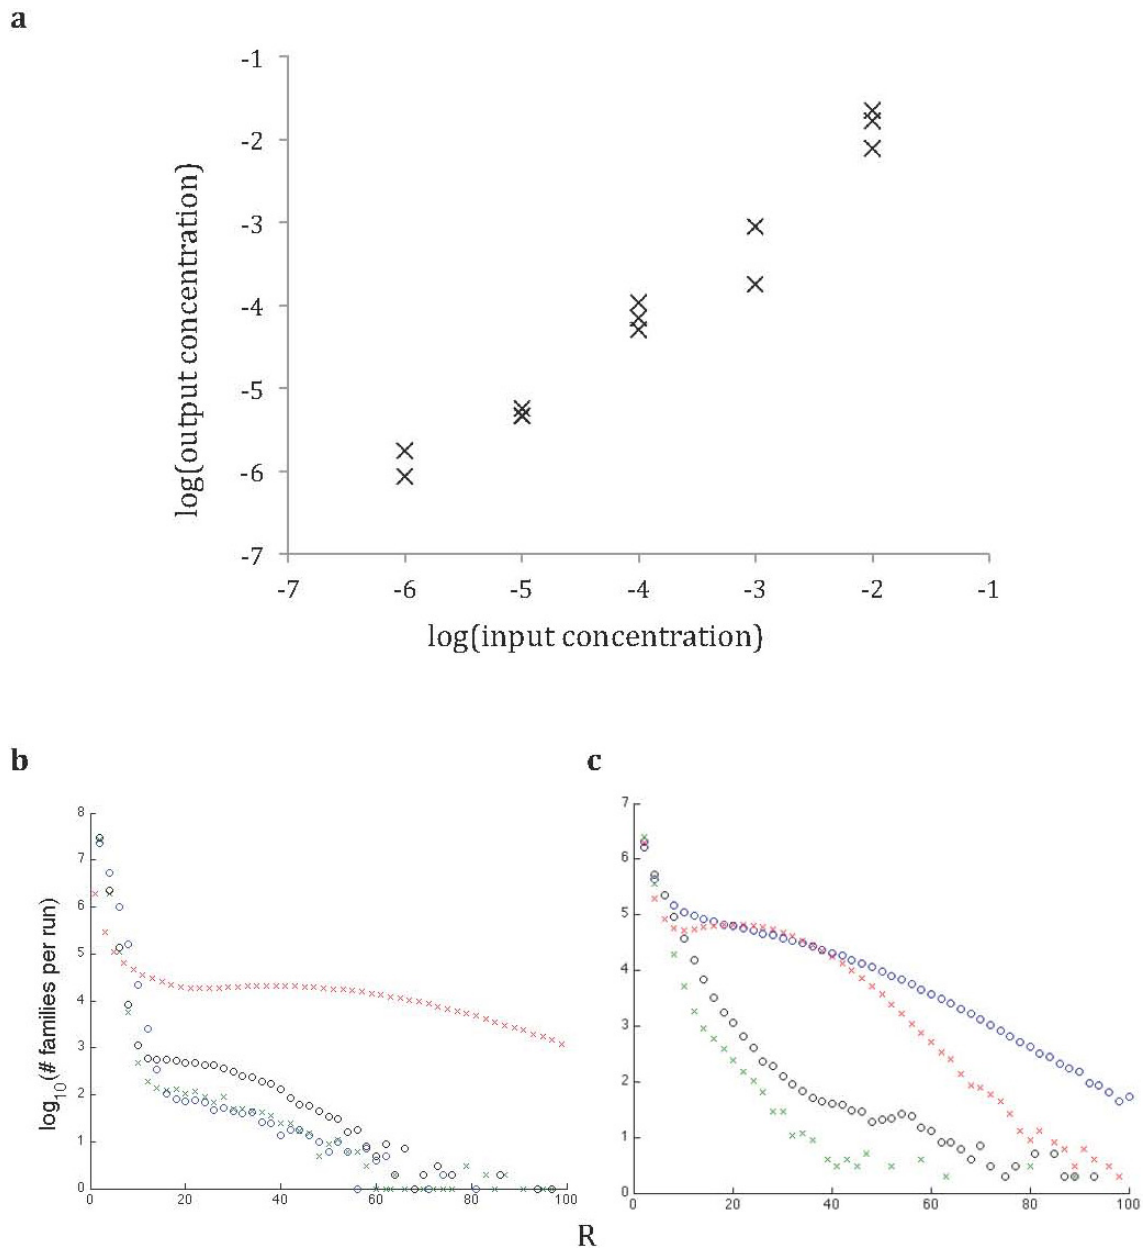 a
-1
-2
-3
-4
-5
-6
-7
log(output concentration)
-7 -6 -5 -4 -3 -2 -1
log(input concentration)
b
8
7
6
5
4
3
2
1
0
log10(# families per run)
0 20 40 60 80 100
c
7
6
5
4
3
2
1
0
0 20 40 60 80 100
R